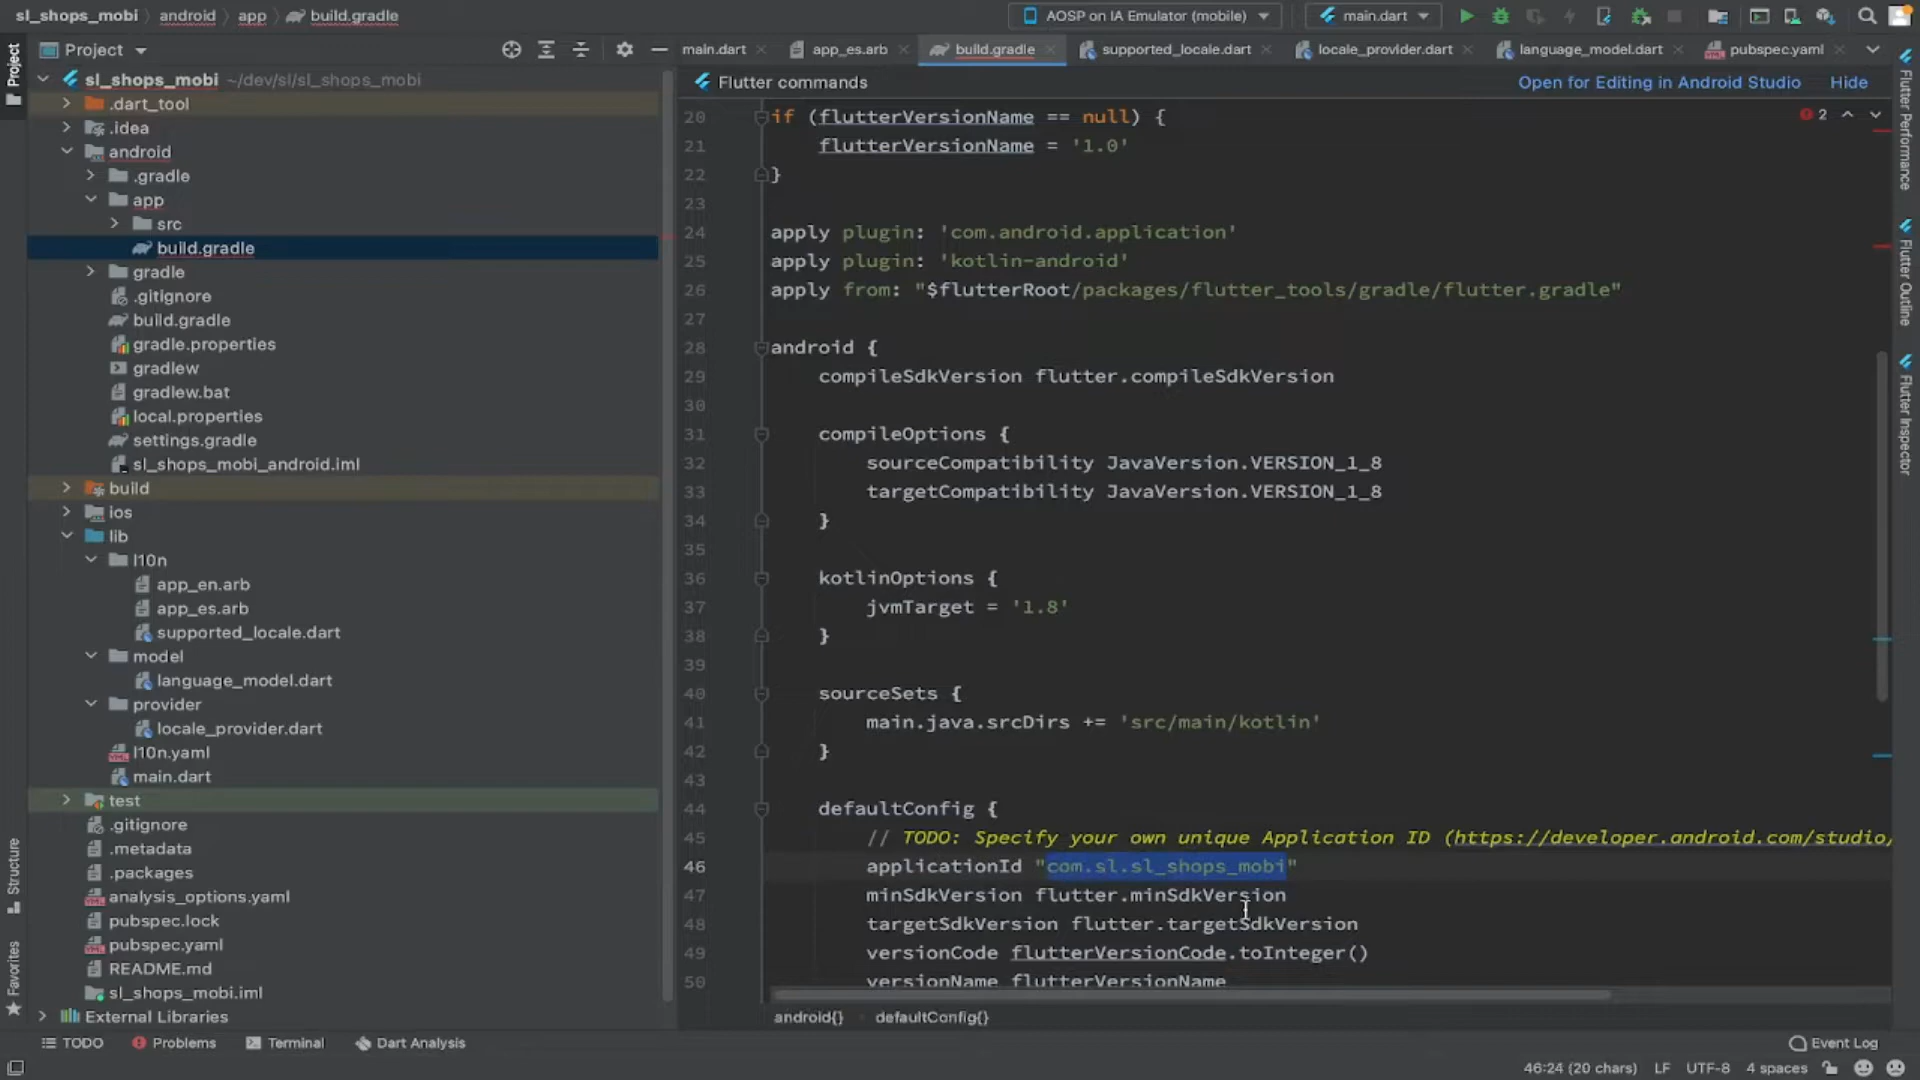 sl_shops_mobi android app build.gradle AOSP on IA Emulator (mobile) main.dart
Project main.dart app_es.arb build.gradle supported_locale.dart locale_provider.dart language_model.dart pubspec.yaml
Flutter commands Open for Editing in Android Studio Hide
Project
sl_shops_mobi ~/dev/sl/sl_shops_mobi
.dart_tool
.idea
android
.gradle
app
src
build.gradle
gradle
.gitignore
build.gradle
gradle.properties
gradlew
gradlew.bat
local.properties
settings.gradle
sl_shops_mobi_android.iml
build
ios
lib
l10n
app_en.arb
app_es.arb
supported_locale.dart
model
language_model.dart
provider
locale_provider.dart
l10n.yaml
main.dart
test
.gitignore
.metadata
.packages
analysis_options.yaml
pubspec.lock
pubspec.yaml
README.md
sl_shops_mobi.iml
External Libraries
Structure
Favorites
20 if (flutterVersionName == null) {
21 flutterVersionName = '1.0'
22 }
23
24 apply plugin: 'com.android.application'
25 apply plugin: 'kotlin-android'
26 apply from: "$flutterRoot/packages/flutter_tools/gradle/flutter.gradle"
27
28 android {
29 compileSdkVersion flutter.compileSdkVersion
30
31 compileOptions {
32 sourceCompatibility JavaVersion.VERSION_1_8
33 targetCompatibility JavaVersion.VERSION_1_8
34 }
35
36 kotlinOptions {
37 jvmTarget = '1.8'
38 }
39
40 sourceSets {
41 main.java.srcDirs += 'src/main/kotlin'
42 }
43
44 defaultConfig {
45 // TODO: Specify your own unique Application ID (https://developer.android.com/studio/
46 applicationId "com.sl.sl_shops_mobi"
47 minSdkVersion flutter.minSdkVersion
48 targetSdkVersion flutter.targetSdkVersion
49 versionCode flutterVersionCode.toInteger()
50 versionName flutterVersionName
2
android{} defaultConfig{}
Flutter Performance
Flutter Outline
Flutter Inspector
TODO Problems Terminal Dart Analysis Event Log
46:24 (20 chars) LF UTF-8 4 spaces